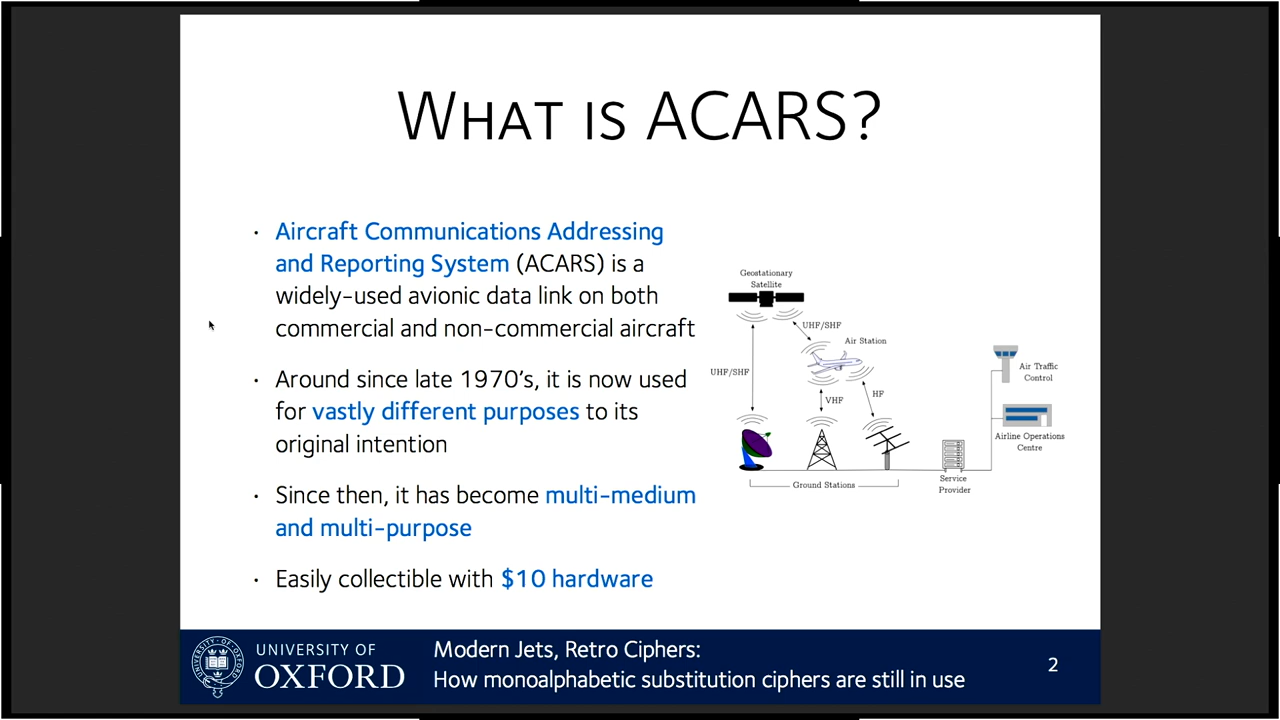 WHAT IS ACARS?
· Aircraft Communications Addressing
and Reporting System (ACARS) is a
widely-used avionic data link on both
commercial and non-commercial aircraft
· Around since late 1970's, it is now used
for vastly different purposes to its
original intention
· Since then, it has become multi-medium
and multi-purpose
· Easily collectible with $10 hardware
Geostationary
Satellite
UHF/SHF
Air Station
UHF/SHF
VHF
HF
Air Traffic
Control
Airline Operations
Centre
Service
Provider
Ground Stations
UNIVERSITY OF
OXFORD
Modern Jets, Retro Ciphers:
How monoalphabetic substitution ciphers are still in use
2